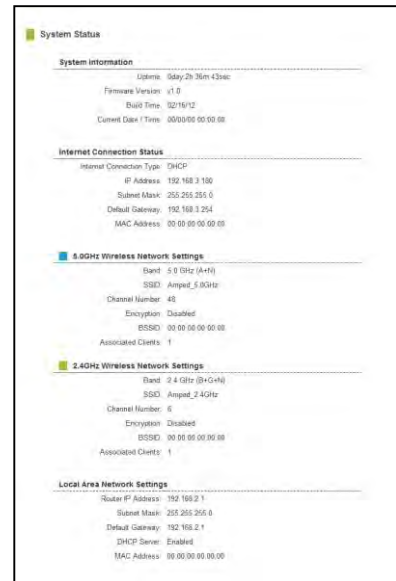 System Status
System Information
Uptime: 0day:2h:36m:43sec
Firmware Version: v1.0
Build Time: 02/16/12
Current Date / Time: 00/00/00 00:00:00
Internet Connection Status
Internet Connection Type: DHCP
IP Address: 192.168.3.180
Subnet Mask: 255.255.255.0
Default Gateway: 192.168.3.254
MAC Address: 00:00:00:00:00:00
5.0GHz Wireless Network Settings
Band: 5.0 GHz (A+N)
SSID: Amped_5.0GHz
Channel Number: 48
Encryption: Disabled
BSSID: 00:00:00:00:00:00
Associated Clients: 1
2.4GHz Wireless Network Settings
Band: 2.4 GHz (B+G+N)
SSID: Amped_2.4GHz
Channel Number: 6
Encryption: Disabled
BSSID: 00:00:00:00:00:00
Associated Clients: 1
Local Area Network Settings
Router IP Address: 192.168.2.1
Subnet Mask: 255.255.255.0
Default Gateway: 192.168.2.1
DHCP Server: Enabled
MAC Address: 00:00:00:00:00:00